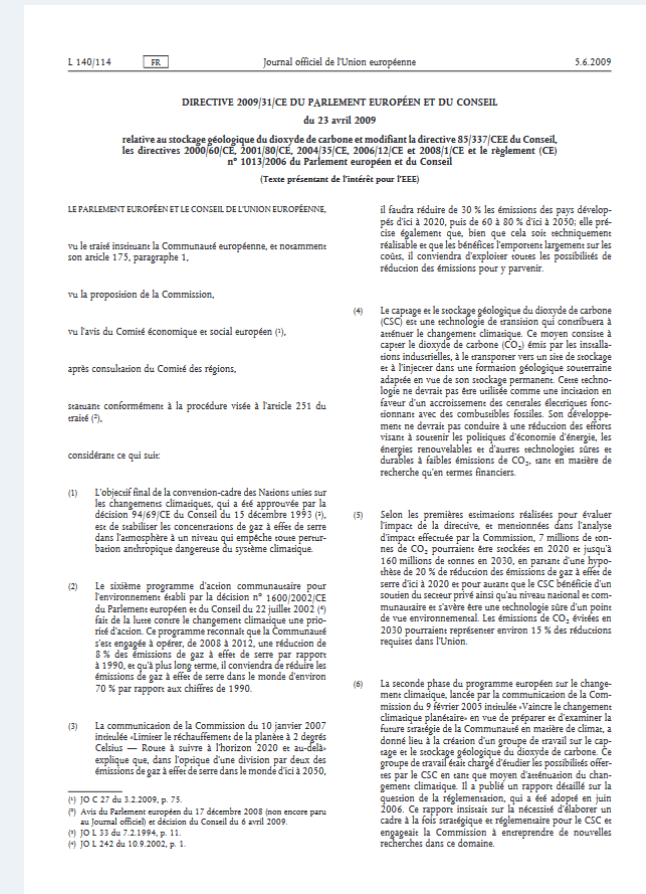 L 140/114
FR
Journal officiel de l'Union européenne
5.6.2009
DIRECTIVE 2009/31/CE DU PARLEMENT EUROPÉEN ET DU CONSEIL
du 23 avril 2009
relative au stockage géologique du dioxyde de carbone et modifiant la directive 85/337/CEE du Conseil,
les directives 2000/60/CE, 2001/80/CE, 2004/35/CE, 2006/12/CE et 2008/1/CE et le règlement (CE)
n° 1013/2006 du Parlement européen et du Conseil
(Texte présentant de l'intérêt pour l'EEE)
LE PARLEMENT EUROPÉEN ET LE CONSEIL DE L'UNION EUROPÉENNE,
vu le traité instituant la Communauté européenne, et notamment
son article 175, paragraphe 1,
vu la proposition de la Commission,
vu l'avis du Comité économique et social européen (¹),
après consultation du Comité des régions,
statuant conformément à la procédure visée à l'article 251 du
traité (²),
considérant ce qui suit:
(1) L'objectif final de la convention-cadre des Nations unies sur
les changements climatiques, qui a été approuvée par la
décision 94/69/CE du Conseil du 15 décembre 1993 (³),
est de stabiliser les concentrations de gaz à effet de serre
dans l'atmosphère à un niveau qui empêche toute pertur-
bation anthropique dangereuse du système climatique.
(2) Le sixième programme d'action communautaire pour
l'environnement établi par la décision n° 1600/2002/CE
du Parlement européen et du Conseil du 22 juillet 2002 (⁴)
fait de la lutte contre le changement climatique une prio-
rité d'action. Ce programme reconnaît que la Communauté
s'est engagée à opérer, de 2008 à 2012, une réduction de
8 % des émissions de gaz à effet de serre par rapport
à 1990, et qu'à plus long terme, il conviendra de réduire les
émissions de gaz à effet de serre dans le monde d'environ
70 % par rapport aux chiffres de 1990.
(3) La communication de la Commission du 10 janvier 2007
intitulée «Limiter le réchauffement de la planète à 2 degrés
Celsius — Route à suivre à l'horizon 2020 et au-delà»
explique que, dans l'optique d'une division par deux des
émissions de gaz à effet de serre dans le monde d'ici à 2050,
(¹) JO C 27 du 3.2.2009, p. 75.
(²) Avis du Parlement européen du 17 décembre 2008 (non encore paru
au Journal officiel) et décision du Conseil du 6 avril 2009.
(³) JO L 33 du 7.2.1994, p. 11.
(⁴) JO L 242 du 10.9.2002, p. 1.
il faudra réduire de 30 % les émissions des pays dévelop-
pés d'ici à 2020, puis de 60 à 80 % d'ici à 2050; elle pré-
cise également que, bien que cela soit techniquement
réalisable et que les bénéfices l'emportent largement sur les
coûts, il conviendra d'exploiter toutes les possibilités de
réduction des émissions pour y parvenir.
(4) Le captage et le stockage géologique du dioxyde de carbone
(CSC) est une technologie de transition qui contribuera à
atténuer le changement climatique. Ce moyen consiste à
capter le dioxyde de carbone (CO₂) émis par les installa-
tions industrielles, à le transporter vers un site de stockage
et à l'injecter dans une formation géologique souterraine
adaptée en vue de son stockage permanent. Cette techno-
logie ne devrait pas être utilisée comme une incitation en
faveur d'un accroissement des centrales électriques fonc-
tionnant avec des combustibles fossiles. Son développe-
ment ne devrait pas conduire à une réduction des efforts
visant à soutenir les politiques d'économie d'énergie, les
énergies renouvelables et d'autres technologies sûres et
durables à faibles émissions de CO₂, tant en matière de
recherche qu'en termes financiers.
(5) Selon les premières estimations réalisées pour évaluer
l'impact de la directive, et mentionnées dans l'analyse
d'impact effectuée par la Commission, 7 millions de ton-
nes de CO₂ pourraient être stockées en 2020 et jusqu'à
160 millions de tonnes en 2030, en partant d'une hypo-
thèse de 20 % de réduction des émissions de gaz à effet de
serre d'ici à 2020 et pour autant que le CSC bénéficie d'un
soutien du secteur privé ainsi qu'au niveau national et com-
munautaire et s'avère être une technologie sûre d'un point
de vue environnemental. Les émissions de CO₂ évitées en
2030 pourraient représenter environ 15 % des réductions
requises dans l'Union.
(6) La seconde phase du programme européen sur le change-
ment climatique, lancée par la communication de la Com-
mission du 9 février 2005 intitulée «Vaincre le changement
climatique planétaire» en vue de préparer et d'examiner la
future stratégie de la Communauté en matière de climat, a
donné lieu à la création d'un groupe de travail sur le cap-
tage et le stockage géologique du dioxyde de carbone. Ce
groupe de travail était chargé d'étudier les possibilités offer-
tes par le CSC en tant que moyen d'atténuation du chan-
gement climatique. Il a publié un rapport détaillé sur la
question de la réglementation, qui a été adopté en juin
2006. Ce rapport insistait sur la nécessité d'élaborer un
cadre à la fois stratégique et réglementaire pour le CSC et
engageait la Commission à entreprendre de nouvelles
recherches dans ce domaine.